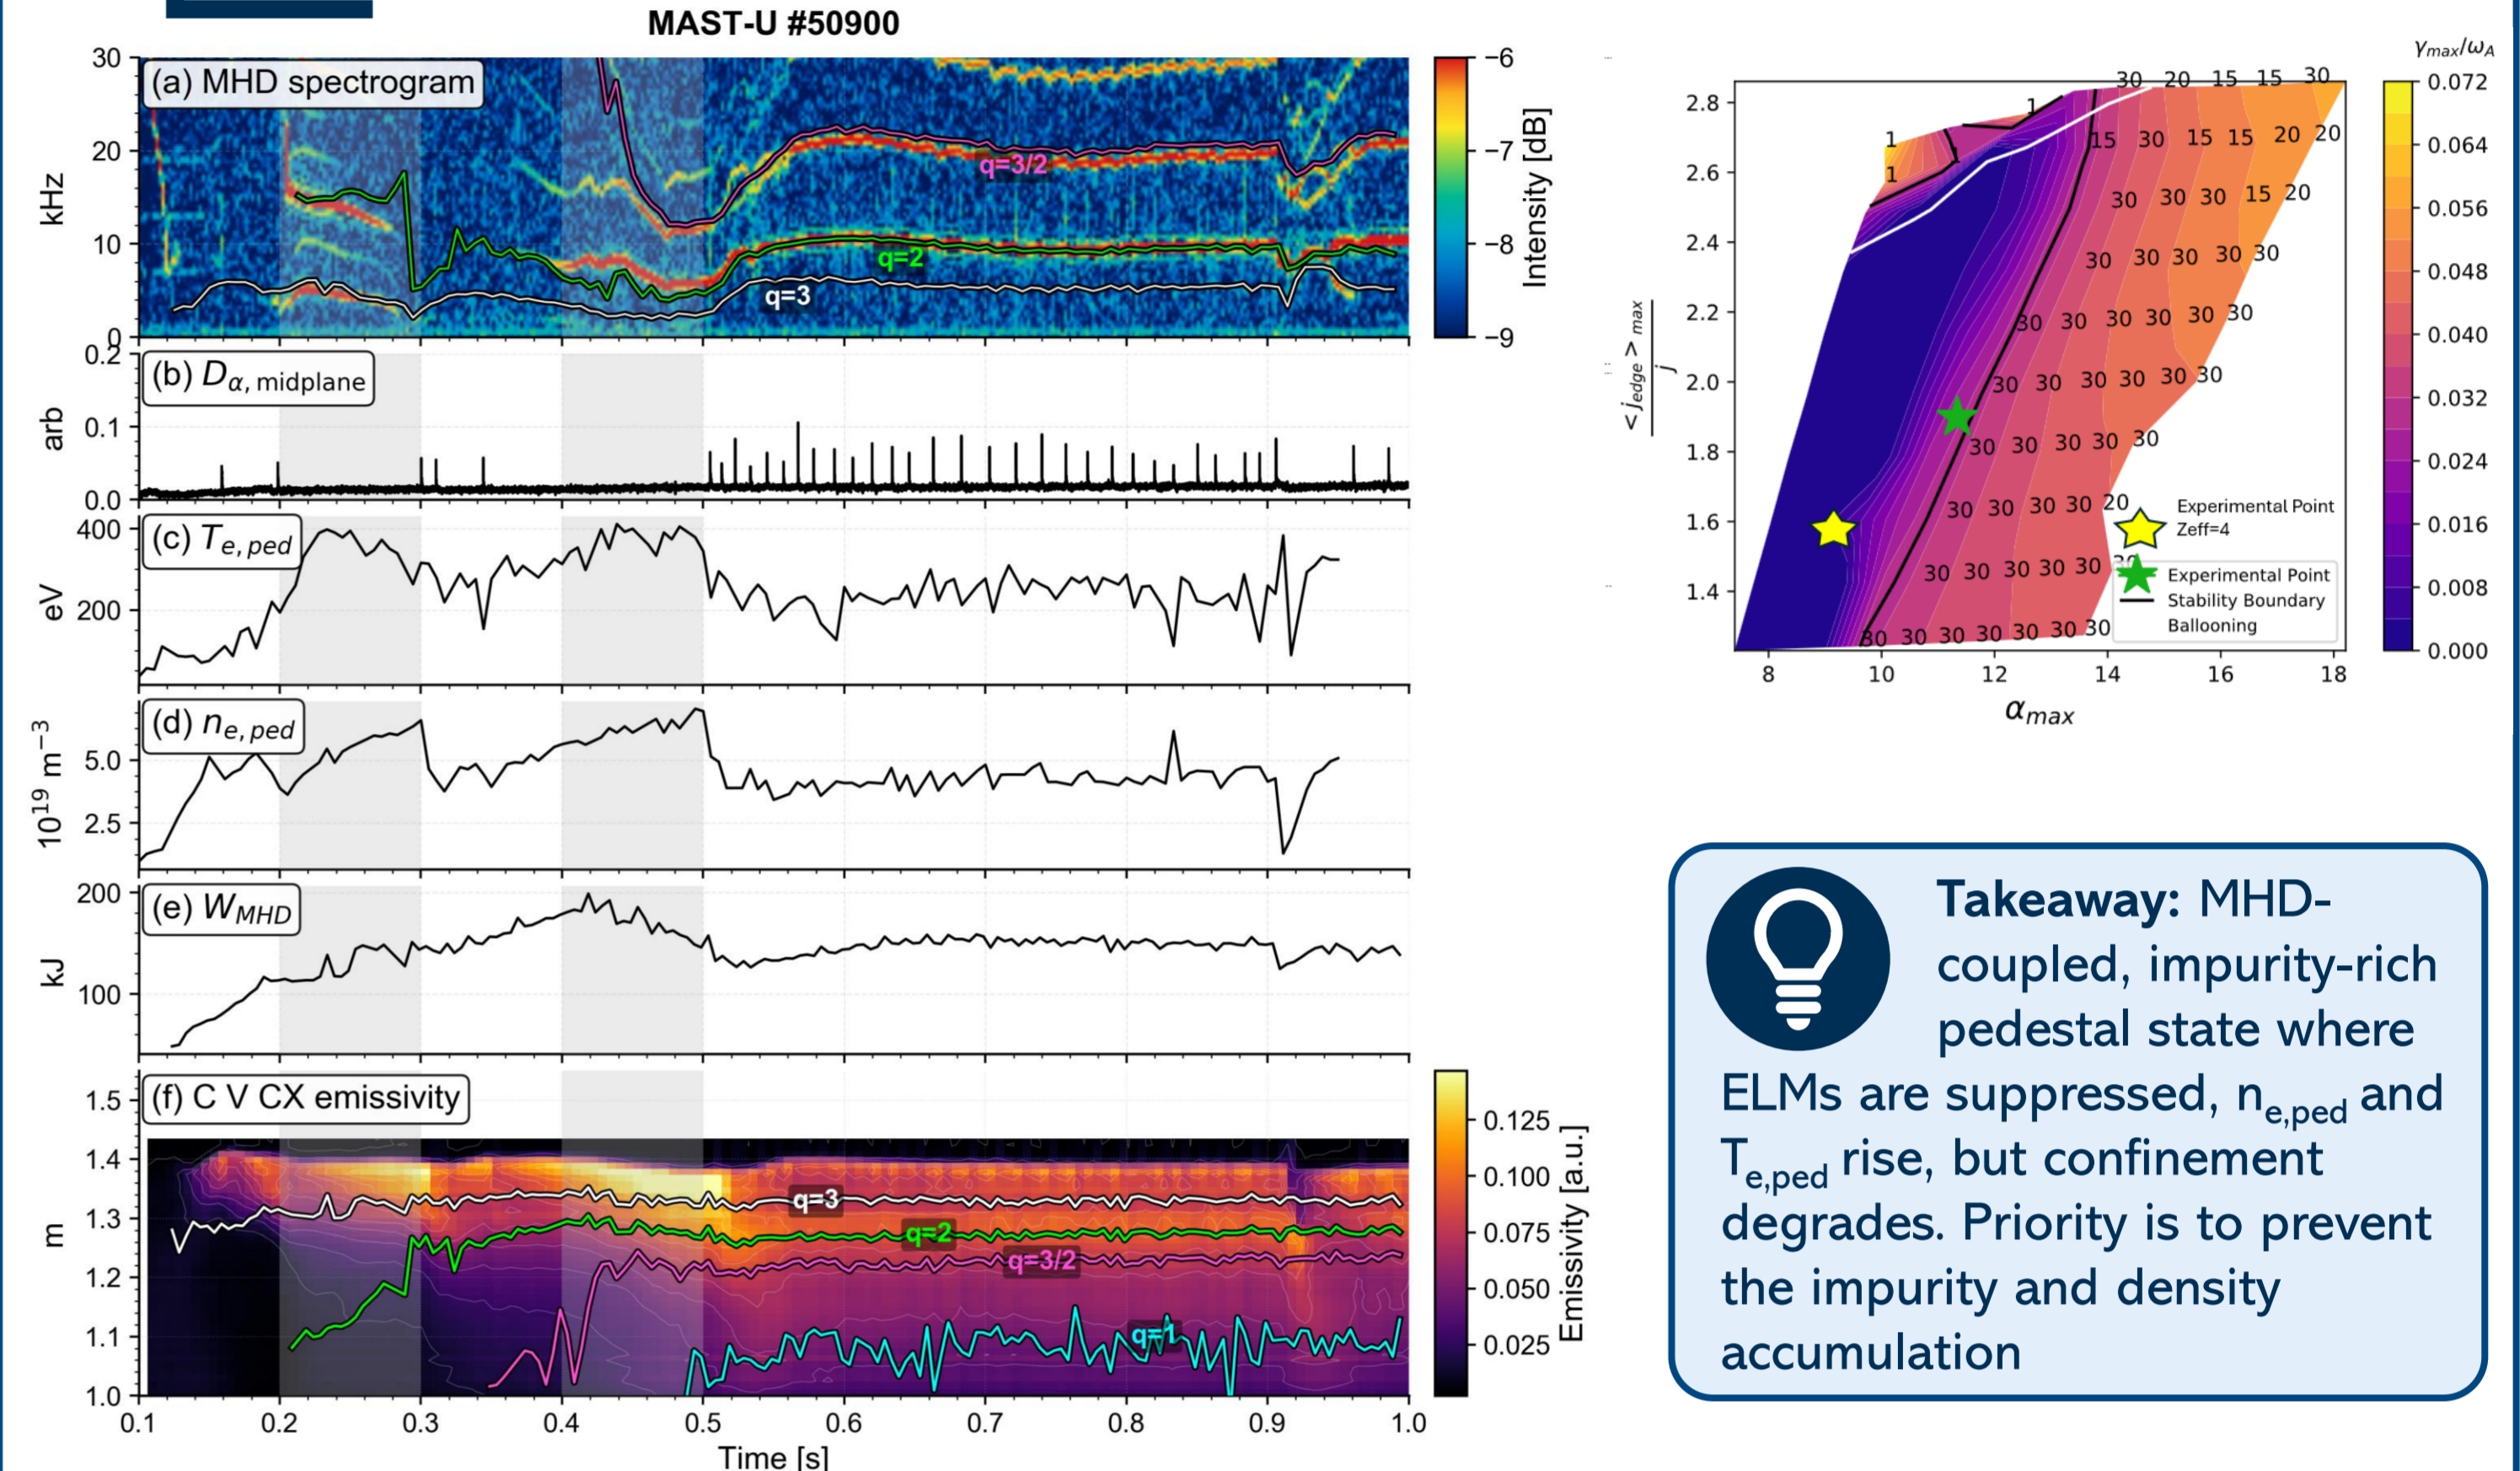 MAST-U #50900
(a) MHD spectrogram
30
20
10
0
kHz
q=3/2
q=2
q=3
−6
−7
−8
−9
Intensity [dB]
(b) Dα, midplane
0.2
0.1
0.0
arb
(c) Te, ped
400
200
eV
(d) ne, ped
5.0
2.5
10¹⁹ m⁻³
(e) WMHD
200
100
kJ
(f) C V CX emissivity
1.5
1.4
1.3
1.2
1.1
1.0
m
q=3
q=2
q=3/2
q=1
0.125
0.100
0.075
0.050
0.025
Emissivity [a.u.]
0.1 0.2 0.3 0.4 0.5 0.6 0.7 0.8 0.9 1.0
Time [s]
γmax/ωA
0.072
0.064
0.056
0.048
0.040
0.032
0.024
0.016
0.008
0.000
2.8
2.6
2.4
2.2
2.0
1.8
1.6
1.4
< jedge > max
j
30 20 15 15 30
1
1 15 30 15 15 20 20
1
1
30 30 30 15 20
30 30 30 30 30
30 30 30 30 30 30
30 30 30 30 30 30
30 30 30 30 30
30 30 30 30 20
30 30 30 30 30
30 30 30 30 30 30 30
Experimental Point
Zeff=4
Experimental Point
Stability Boundary
Ballooning
8 10 12 14 16 18
αmax
Takeaway: MHD-
coupled, impurity-rich
pedestal state where
ELMs are suppressed, ne,ped and
Te,ped rise, but confinement
degrades. Priority is to prevent
the impurity and density
accumulation